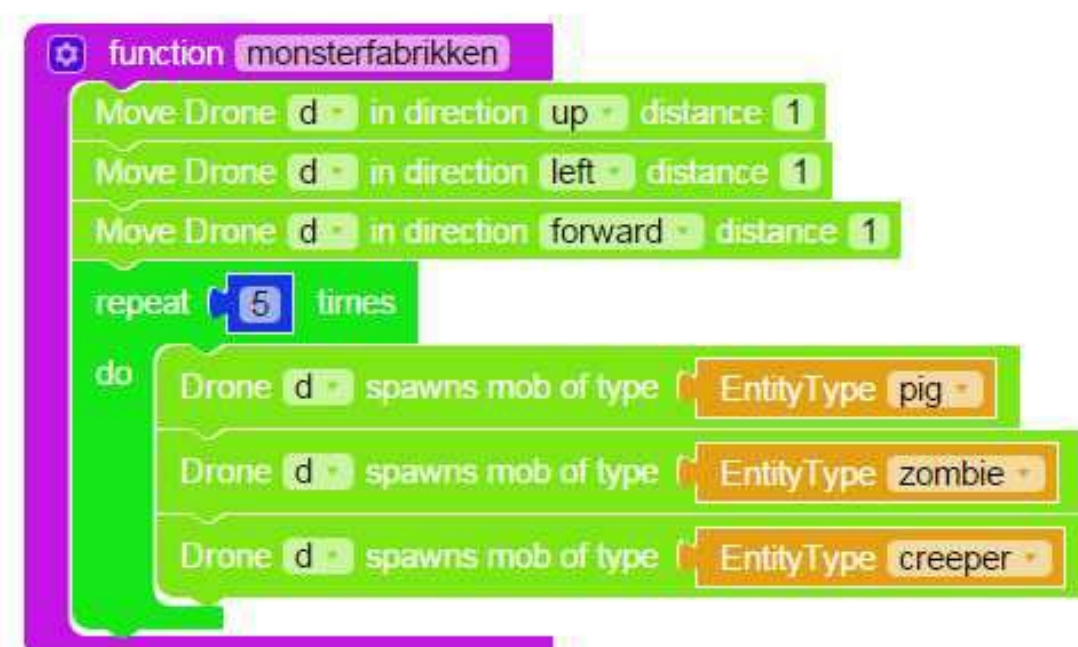 function monsterfabrikken
Move Drone d in direction up distance 1
Move Drone d in direction left distance 1
Move Drone d in direction forward distance 1
repeat 5 times
do
Drone d spawns mob of type EntityType pig
Drone d spawns mob of type EntityType zombie
Drone d spawns mob of type EntityType creeper